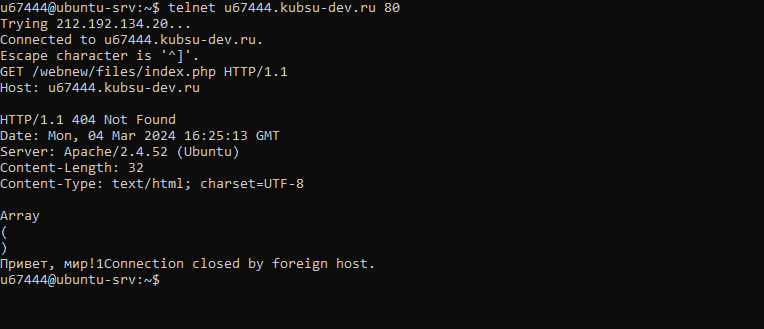 u67444@ubuntu-srv:~$ telnet u67444.kubsu-dev.ru 80
Trying 212.192.134.20...
Connected to u67444.kubsu-dev.ru.
Escape character is '^]'.
GET /webnew/files/index.php HTTP/1.1
Host: u67444.kubsu-dev.ru
HTTP/1.1 404 Not Found
Date: Mon, 04 Mar 2024 16:25:13 GMT
Server: Apache/2.4.52 (Ubuntu)
Content-Length: 32
Content-Type: text/html; charset=UTF-8
Array
(
)
Привет, мир!1Connection closed by foreign host.
u67444@ubuntu-srv:~$